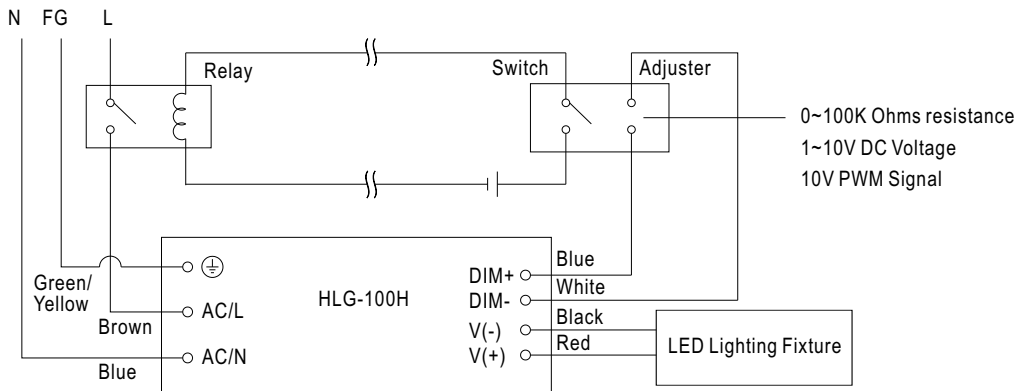 N FG L
Relay
Switch
Adjuster
0~100K Ohms resistance
1~10V DC Voltage
10V PWM Signal
Green/
Yellow
Brown
Blue
AC/L
AC/N
HLG-100H
DIM+
DIM-
V(-)
V(+)
Blue
White
Black
Red
LED Lighting Fixture